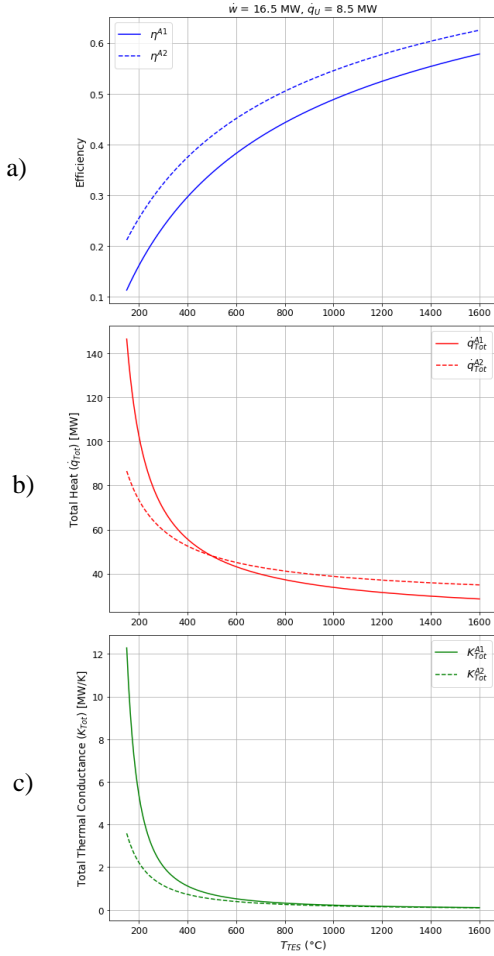 ẇ = 16.5 MW, q̇_U = 8.5 MW
a)
Efficiency
0.6
0.5
0.4
0.3
0.2
0.1
η^A1
η^A2
200 400 600 800 1000 1200 1400 1600
b)
Total Heat (q̇_Tot) [MW]
140
120
100
80
60
40
q̇_Tot^A1
q̇_Tot^A2
200 400 600 800 1000 1200 1400 1600
c)
Total Thermal Conductance (K_Tot) [MW/K]
12
10
8
6
4
2
0
K_Tot^A1
K_Tot^A2
200 400 600 800 1000 1200 1400 1600
T_TES (°C)